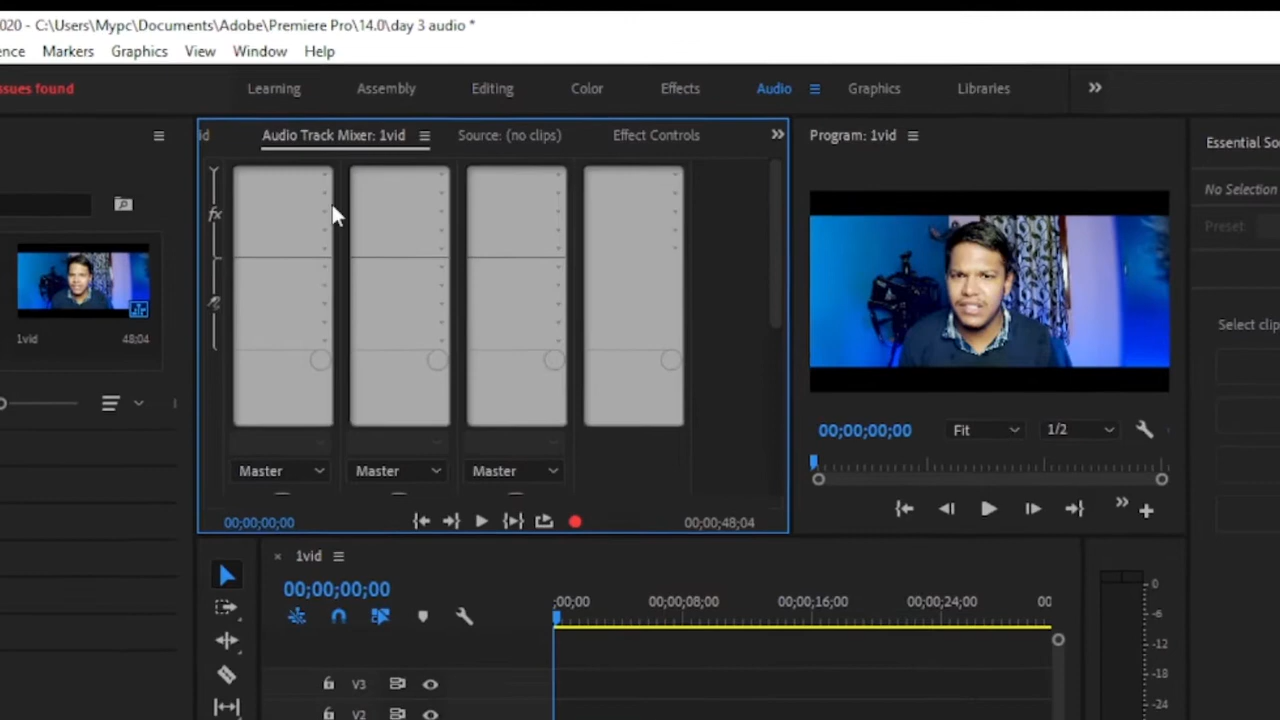 020 - C:\Users\Mypc\Documents\Adobe\Premiere Pro\14.0\day 3 audio *
ence Markers Graphics View Window Help
ssues found
Learning Assembly Editing Color Effects Audio Graphics Libraries
id Audio Track Mixer: 1vid Source: (no clips) Effect Controls
Program: 1vid
Essential So
No Selection
Preset:
fx
1vid 48:04
Select clip
Master Master Master
00;00;00;00 Fit 1/2
00;00;00;00 00;00;48;04
1vid
00;00;00;00
;00;00 00;00;08;00 00;00;16;00 00;00;24;00 00
V3
V2
0
-6
-12
-18
-24